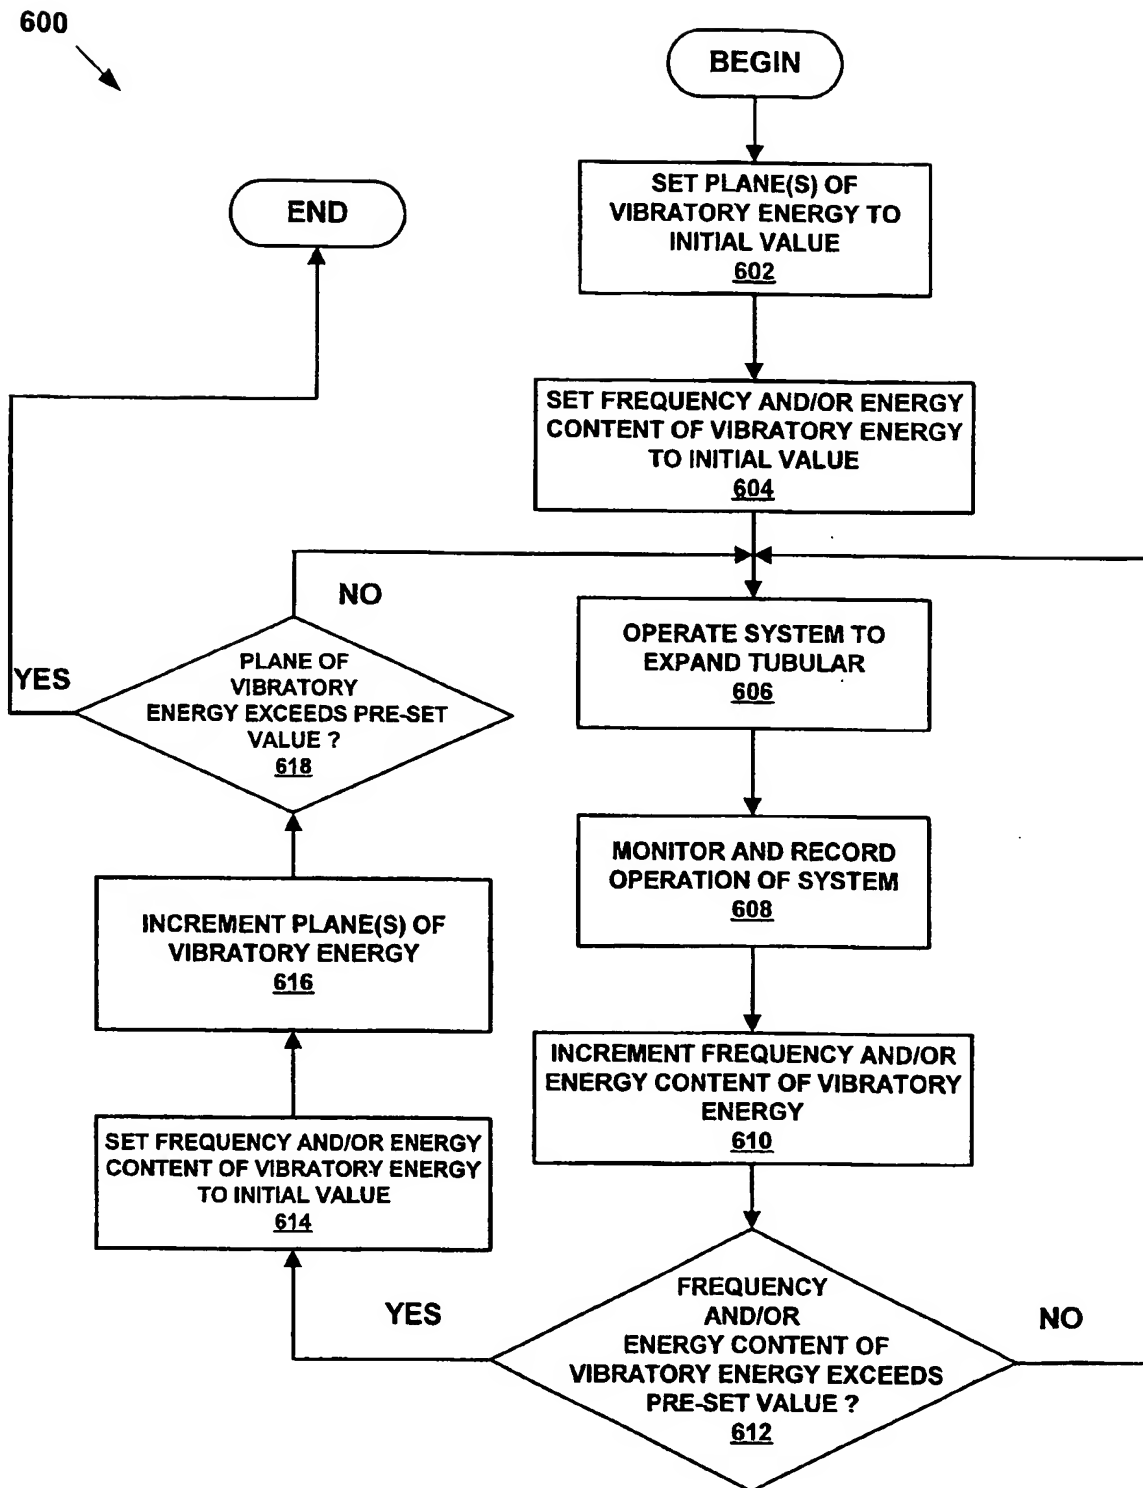 600
BEGIN
SET PLANE(S) OF
VIBRATORY ENERGY TO
INITIAL VALUE
602
END
SET FREQUENCY AND/OR ENERGY
CONTENT OF VIBRATORY ENERGY
TO INITIAL VALUE
604
NO
OPERATE SYSTEM TO
EXPAND TUBULAR
606
YES
PLANE OF
VIBRATORY
ENERGY EXCEEDS PRE-SET
VALUE ?
618
MONITOR AND RECORD
OPERATION OF SYSTEM
608
INCREMENT PLANE(S) OF
VIBRATORY ENERGY
616
INCREMENT FREQUENCY AND/OR
ENERGY CONTENT OF VIBRATORY
ENERGY
610
SET FREQUENCY AND/OR ENERGY
CONTENT OF VIBRATORY ENERGY
TO INITIAL VALUE
614
YES
FREQUENCY
AND/OR
ENERGY CONTENT OF
VIBRATORY ENERGY EXCEEDS
PRE-SET VALUE ?
612
NO